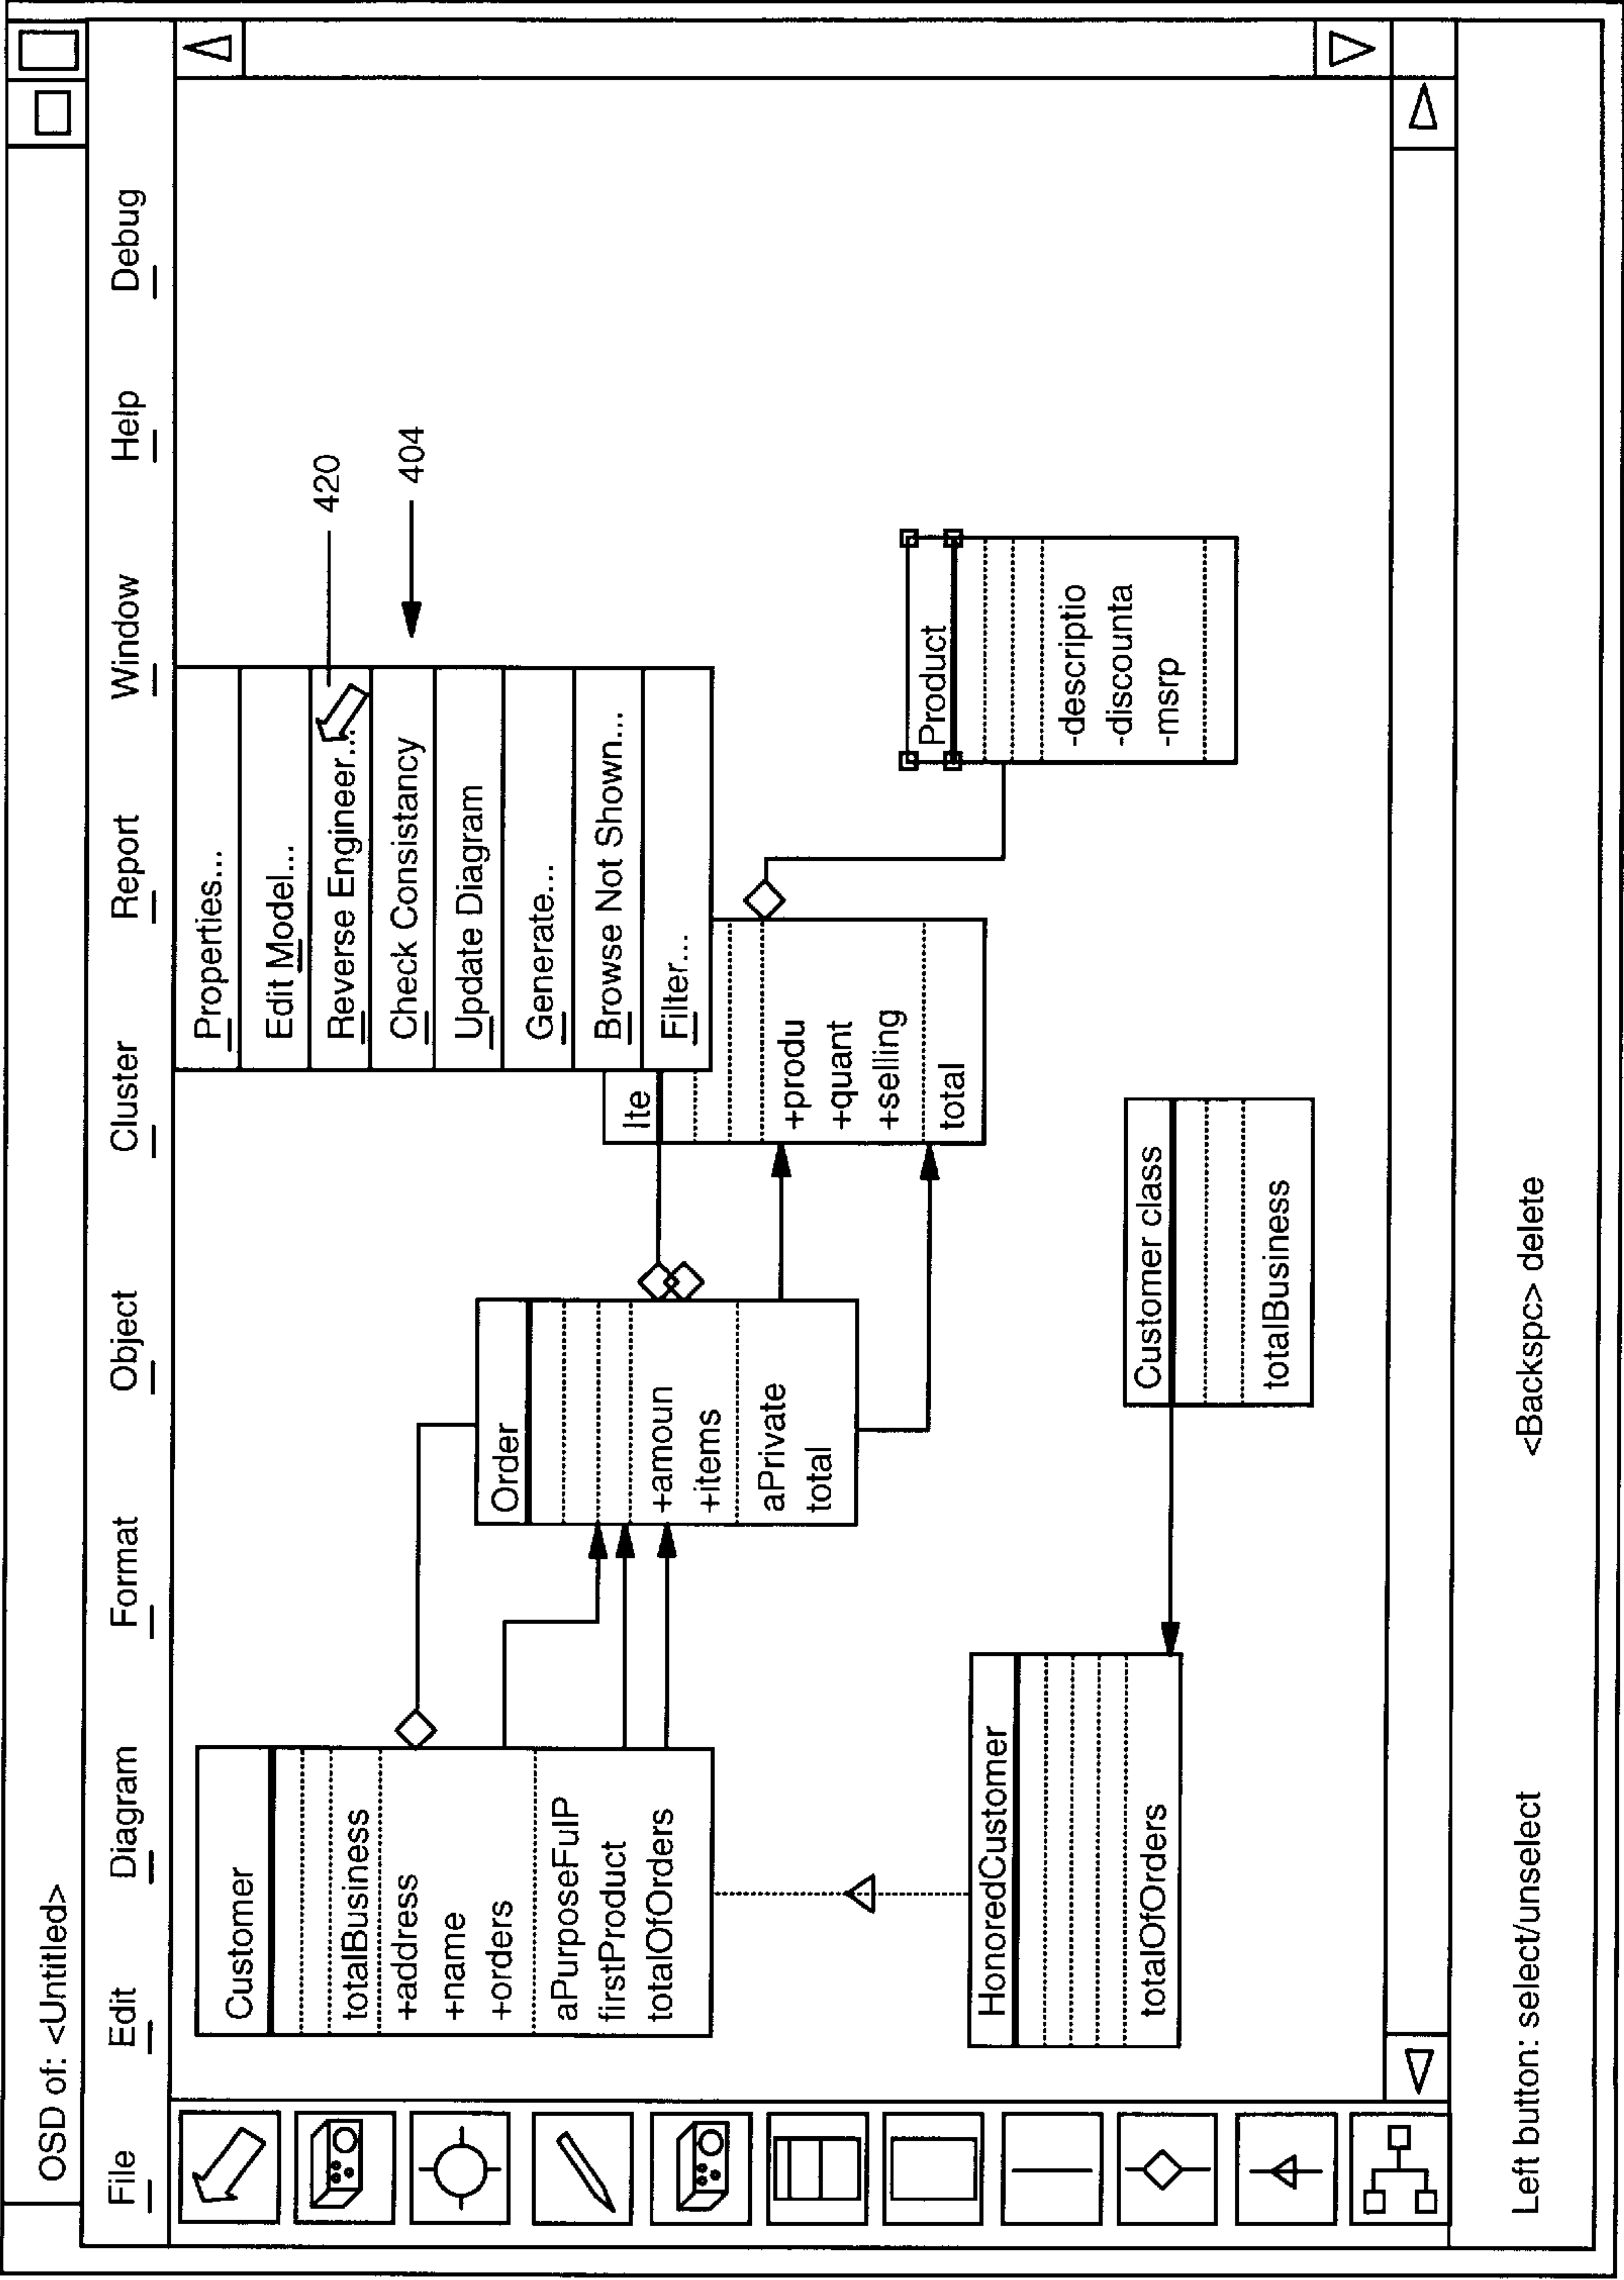 OSD of: <Untitled>
File Edit Diagram Format Object Cluster Report Window Help Debug
Properties...
Edit Model...
Reverse Engineer...
Check Consistancy
Update Diagram
Generate...
Browse Not Shown...
Filter...
420
404
Customer
totalBusiness
+address
+name
+orders
aPurposeFulP
firstProduct
totalOfOrders
Order
+amoun
+items
aPrivate
total
Ite
+produ
+quant
+selling
total
Product
-descriptio
-discounta
-msrp
HonoredCustomer
totalOfOrders
Customer class
totalBusiness
Left button: select/unselect
<Backspc> delete